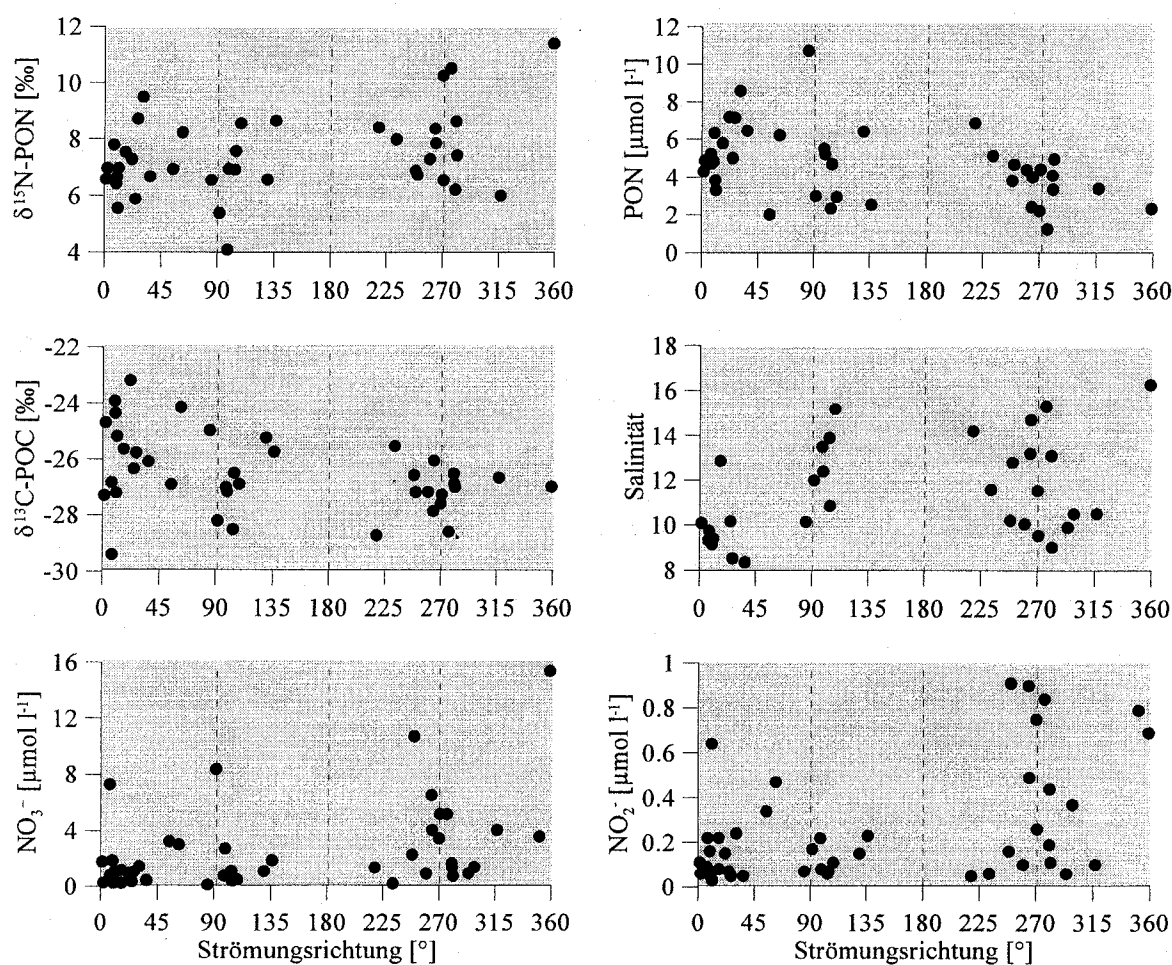 δ¹⁵N-PON [‰]
12
10
8
6
4
0 45 90 135 180 225 270 315 360
PON [µmol l⁻¹]
12
10
8
6
4
2
0
0 45 90 135 180 225 270 315 360
δ¹³C-POC [‰]
-22
-24
-26
-28
-30
0 45 90 135 180 225 270 315 360
Salinität
18
16
14
12
10
8
0 45 90 135 180 225 270 315 360
NO₃⁻ [µmol l⁻¹]
16
12
8
4
0
0 45 90 135 180 225 270 315 360
Strömungsrichtung [°]
NO₂⁻ [µmol l⁻¹]
1
0.8
0.6
0.4
0.2
0
0 45 90 135 180 225 270 315 360
Strömungsrichtung [°]